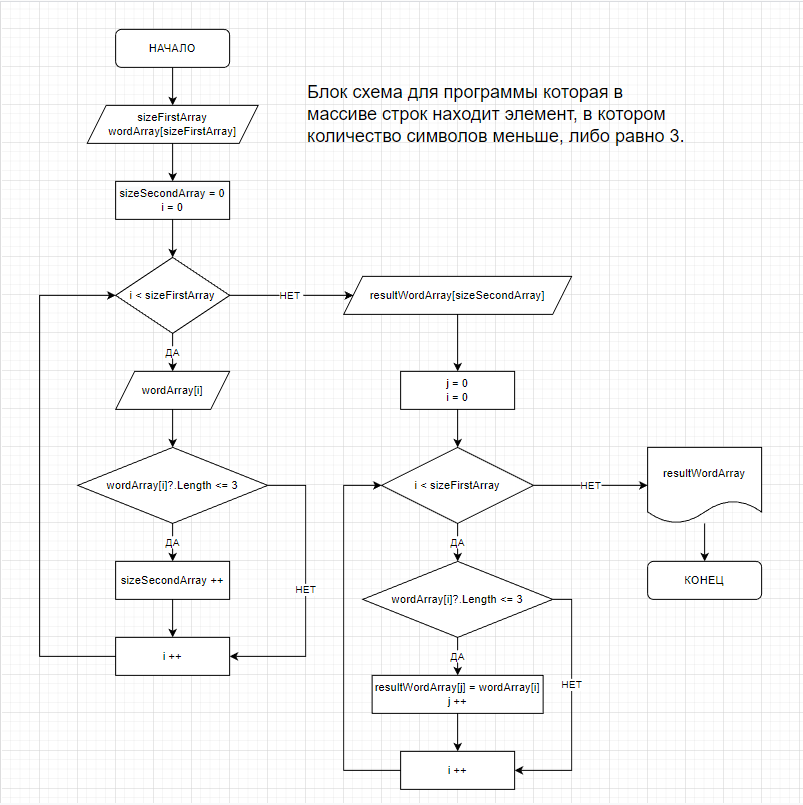 НАЧАЛО
Блок схема для программы которая в
массиве строк находит элемент, в котором
количество символов меньше, либо равно 3.
sizeFirstArray
wordArray[sizeFirstArray]
sizeSecondArray = 0
i = 0
i < sizeFirstArray
НЕТ
resultWordArray[sizeSecondArray]
ДА
wordArray[i]
wordArray[i]?.Length <= 3
ДА
sizeSecondArray ++
НЕТ
i ++
j = 0
i = 0
i < sizeFirstArray
НЕТ
resultWordArray
КОНЕЦ
ДА
wordArray[i]?.Length <= 3
ДА
НЕТ
resultWordArray[j] = wordArray[i]
j ++
i ++